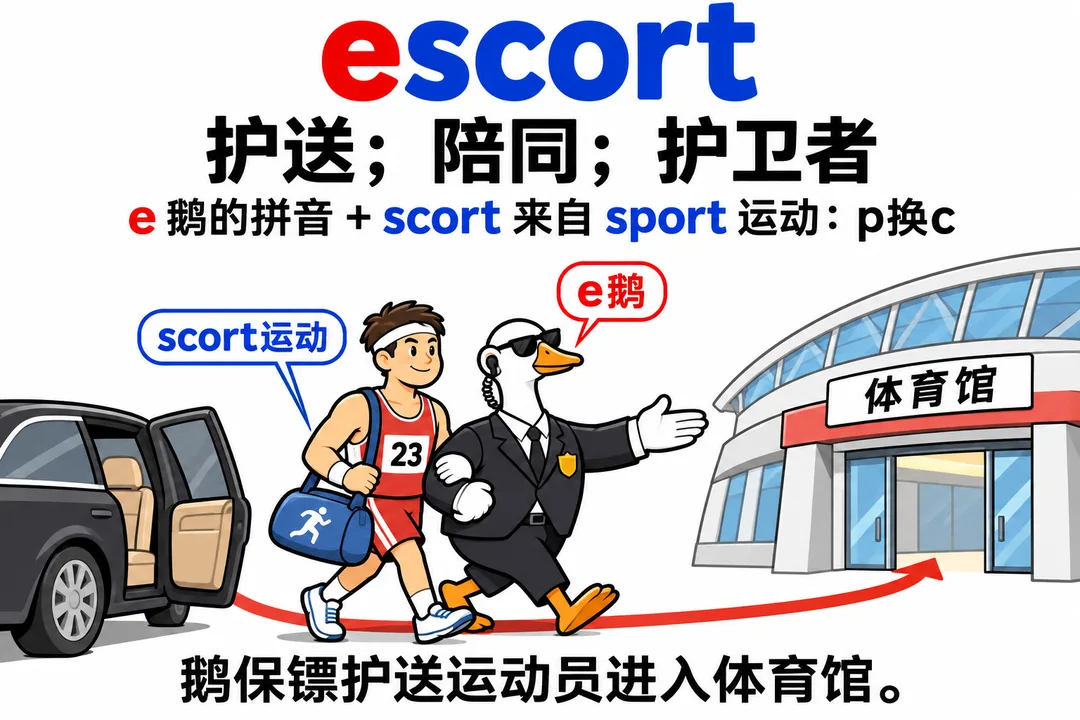 escort
护送；陪同；护卫者
e 鹅的拼音 + scort 来自 sport 运动：p换c
e鹅
scort运动
体育馆
23
鹅保镖护送运动员进入体育馆。